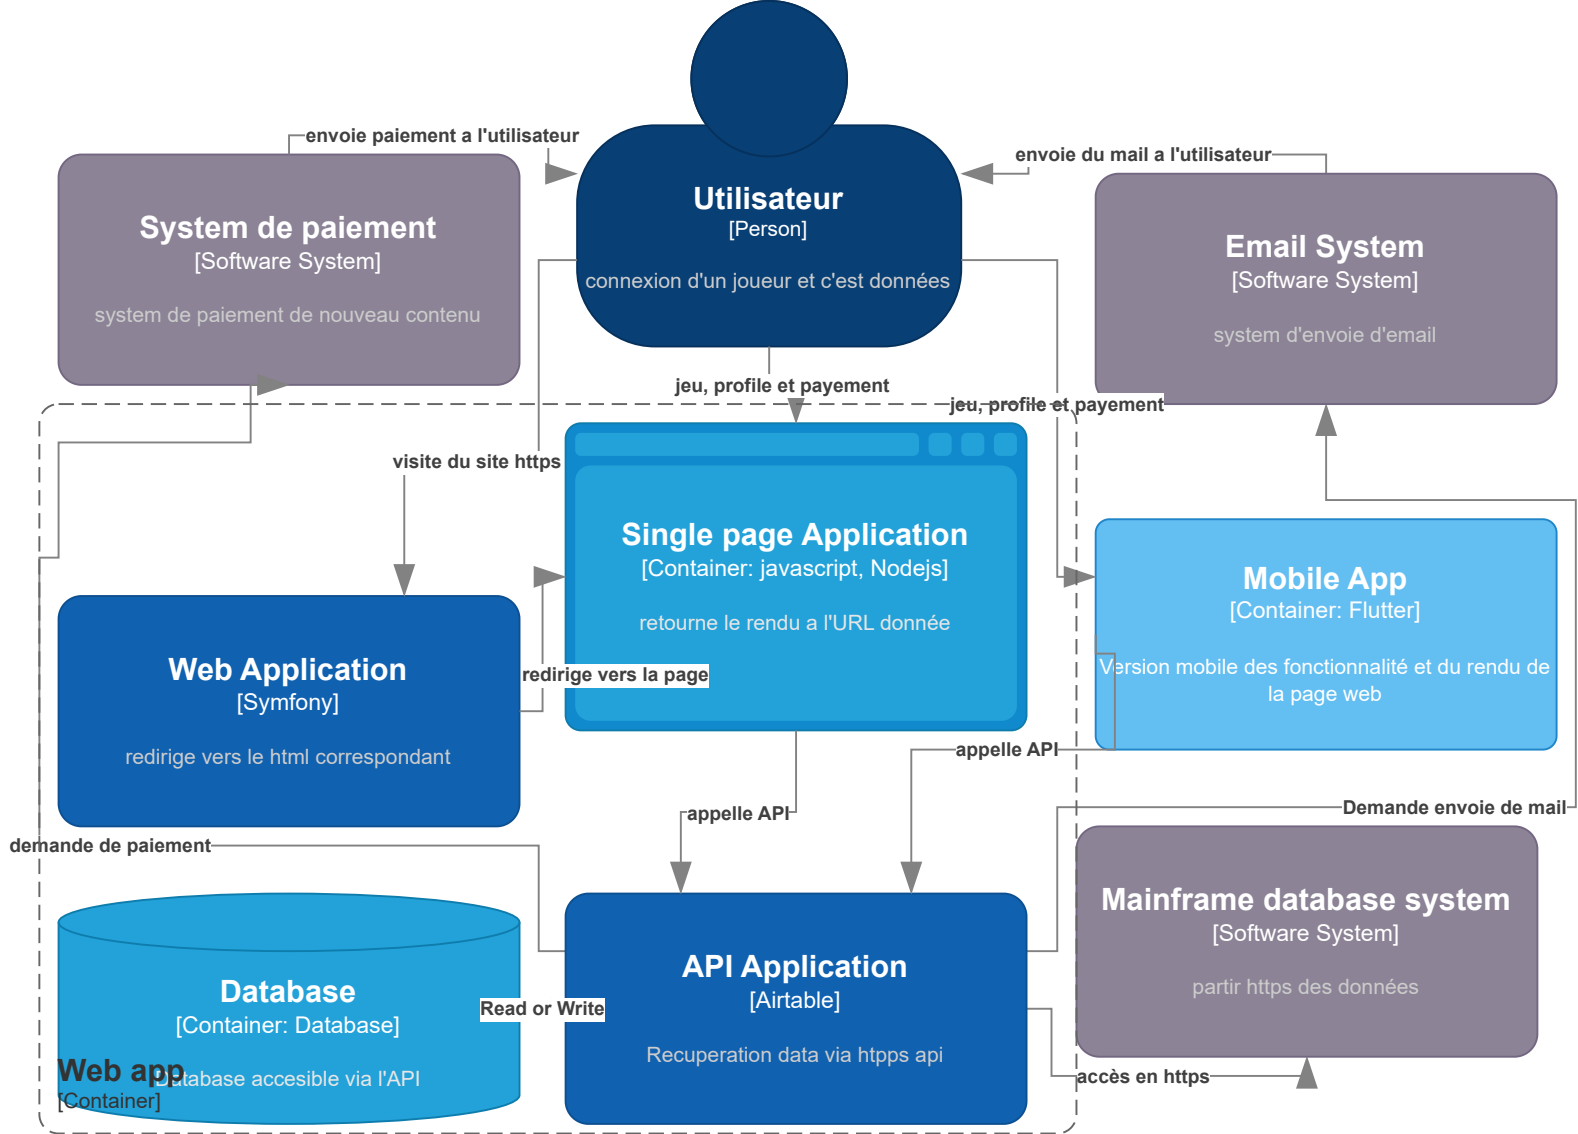 envoie paiement a l'utilisateur
envoie du mail a l'utilisateur
System de paiement
[Software System]
system de paiement de nouveau contenu
Utilisateur
[Person]
connexion d'un joueur et c'est données
Email System
[Software System]
system d'envoie d'email
jeu, profile et payement
jeu, profile et payement
visite du site https
Single page Application
[Container: javascript, Nodejs]
retourne le rendu a l'URL donnée
Mobile App
[Container: Flutter]
Version mobile des fonctionnalité et du rendu de
la page web
Web Application
[Symfony]
redirige vers le html correspondant
redirige vers la page
appelle API
appelle API
Demande envoie de mail
demande de paiement
Mainframe database system
[Software System]
partir https des données
Database
[Container: Database]
Database accesible via l'API
Read or Write
API Application
[Airtable]
Recuperation data via htpps api
accès en https
Web app
[Container]